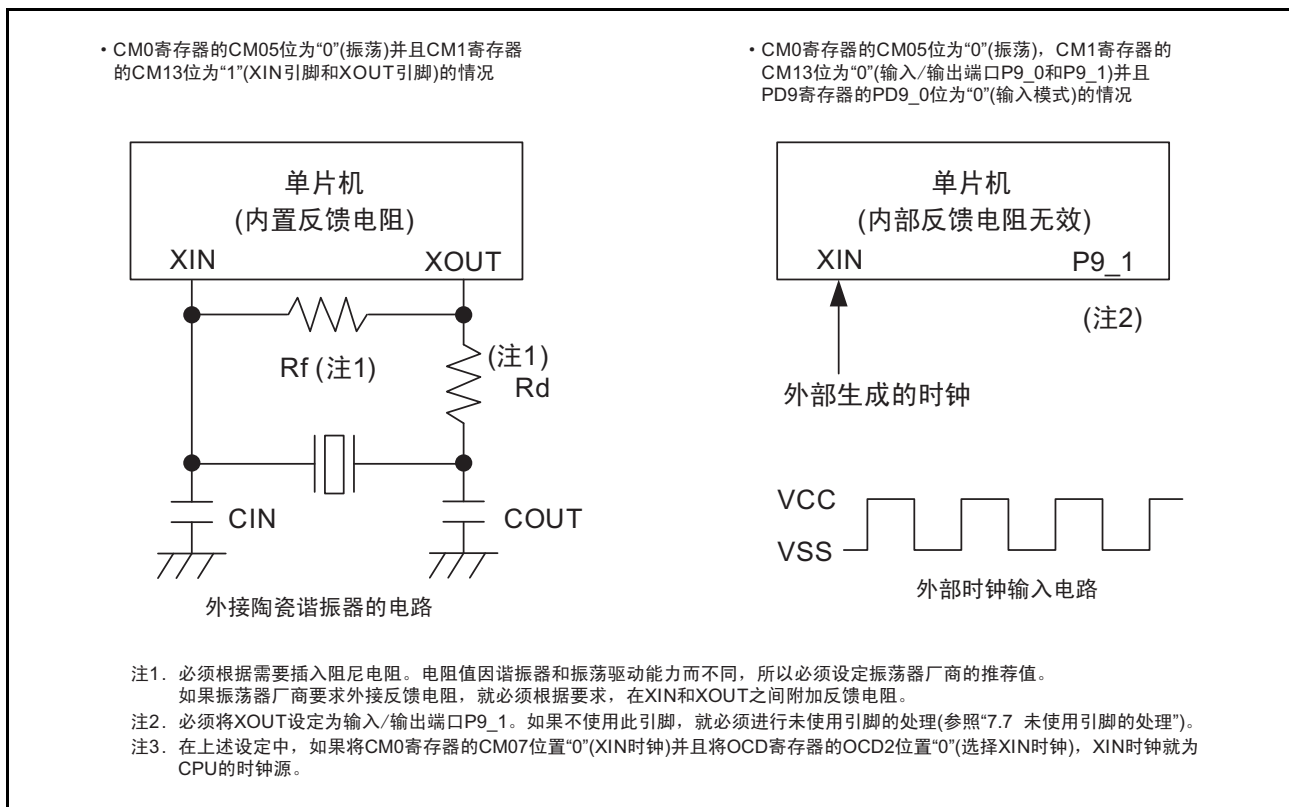 • CM0寄存器的CM05位为“0”(振荡)并且CM1寄存器
的CM13位为“1”(XIN引脚和XOUT引脚)的情况
单片机
(内置反馈电阻)
XIN
XOUT
Rf (注1)
(注1)
Rd
CIN
COUT
外接陶瓷谐振器的电路
• CM0寄存器的CM05位为“0”(振荡)，CM1寄存器的
CM13位为“0”(输入/输出端口P9_0和P9_1)并且
PD9寄存器的PD9_0位为“0”(输入模式)的情况
单片机
(内部反馈电阻无效)
XIN
P9_1
(注2)
外部生成的时钟
VCC
VSS
外部时钟输入电路
注1. 必须根据需要插入阻尼电阻。电阻值因谐振器和振荡驱动能力而不同，所以必须设定振荡器厂商的推荐值。
如果振荡器厂商要求外接反馈电阻，就必须根据要求，在XIN和XOUT之间附加反馈电阻。
注2. 必须将XOUT设定为输入/输出端口P9_1。如果不使用此引脚，就必须进行未使用引脚的处理(参照“7.7 未使用引脚的处理”)。
注3. 在上述设定中，如果将CM0寄存器的CM07位置“0”(XIN时钟)并且将OCD寄存器的OCD2位置“0”(选择XIN时钟)，XIN时钟就为
CPU的时钟源。